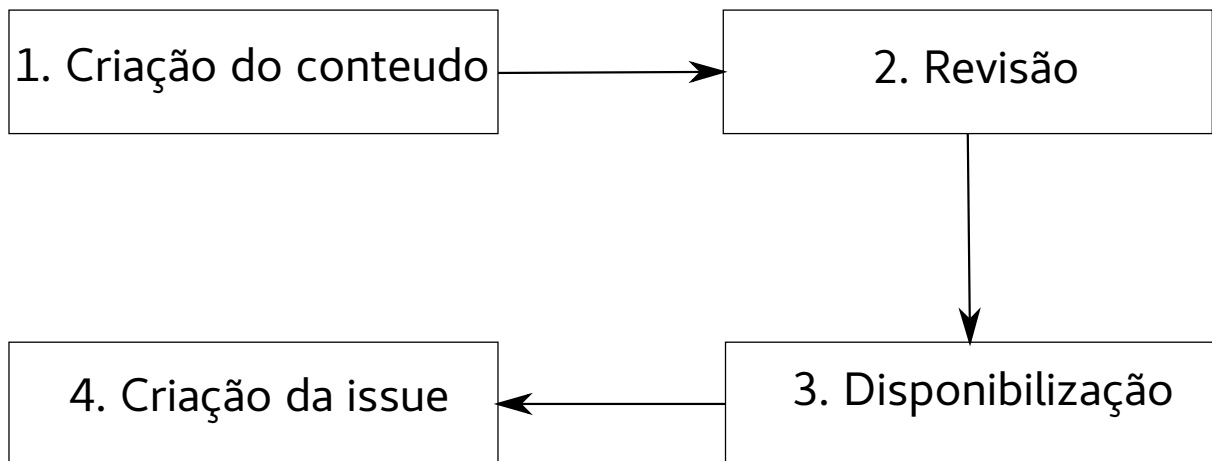 1. Criação do conteudo
2. Revisão
3. Disponibilização
4. Criação da issue